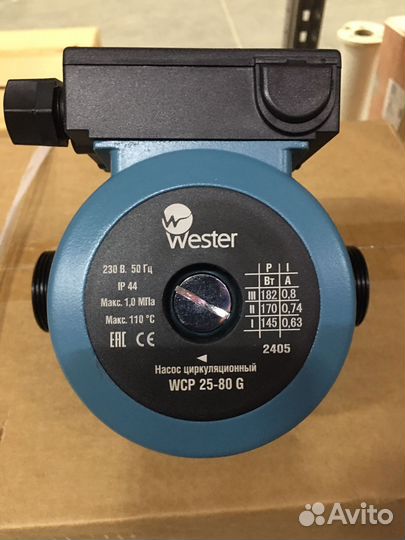 Wester
230 В. 50 Гц
IP 44
Макс. 1,0 МПа
Макс. 110 °C
EAC CE
P I
Вт А
III 182 0,8
II 170 0,74
I 145 0,63
2405
Насос циркуляционный
WCP 25-80 G
Avito